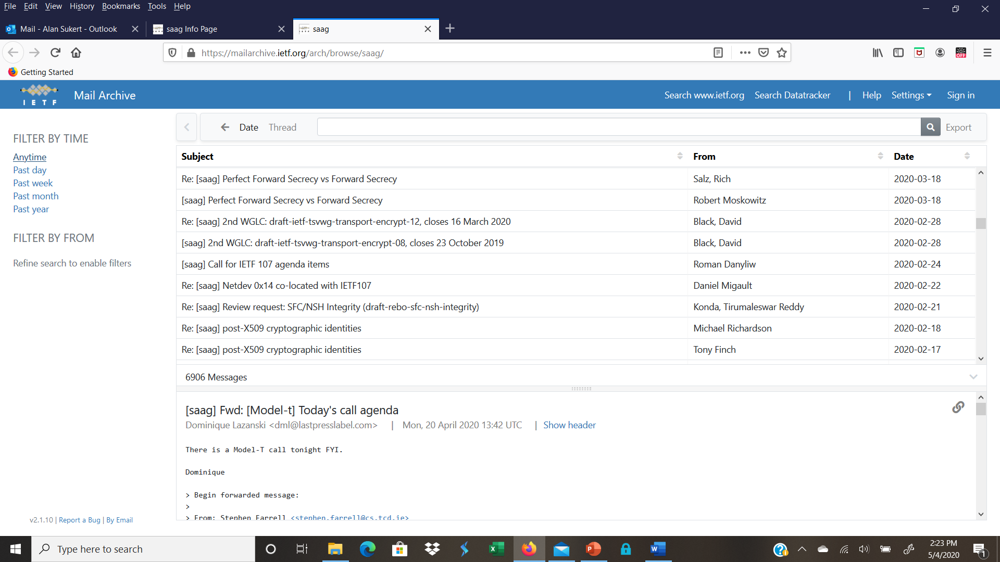 File Edit View History Bookmarks Tools Help
Mail - Alan Sukert - Outlook
saag Info Page
saag
https://mailarchive.ietf.org/arch/browse/saag/
OFF
Getting Started
I E T F
Mail Archive
Search www.ietf.org Search Datatracker | Help Settings Sign in
Date Thread Export
FILTER BY TIME
Anytime
Past day
Past week
Past month
Past year
FILTER BY FROM
Refine search to enable filters
Subject From Date
Re: [saag] Perfect Forward Secrecy vs Forward Secrecy Salz, Rich 2020-03-18
[saag] Perfect Forward Secrecy vs Forward Secrecy Robert Moskowitz 2020-03-18
Re: [saag] 2nd WGLC: draft-ietf-tsvwg-transport-encrypt-12, closes 16 March 2020 Black, David 2020-02-28
[saag] 2nd WGLC: draft-ietf-tsvwg-transport-encrypt-08, closes 23 October 2019 Black, David 2020-02-28
[saag] Call for IETF 107 agenda items Roman Danyliw 2020-02-24
Re: [saag] Netdev 0x14 co-located with IETF107 Daniel Migault 2020-02-22
Re: [saag] Review request: SFC/NSH Integrity (draft-rebo-sfc-nsh-integrity) Konda, Tirumaleswar Reddy 2020-02-21
Re: [saag] post-X509 cryptographic identities Michael Richardson 2020-02-18
Re: [saag] post-X509 cryptographic identities Tony Finch 2020-02-17
6906 Messages
[saag] Fwd: [Model-t] Today's call agenda
Dominique Lazanski <dml@lastpresslabel.com> | Mon, 20 April 2020 13:42 UTC | Show header
There is a Model-T call tonight FYI.
Dominique
> Begin forwarded message:
>
> From: Stephen Farrell <stephen.farrell@cs.tcd.ie>
v2.1.10 | Report a Bug | By Email
Type here to search
2:23 PM
5/4/2020
1